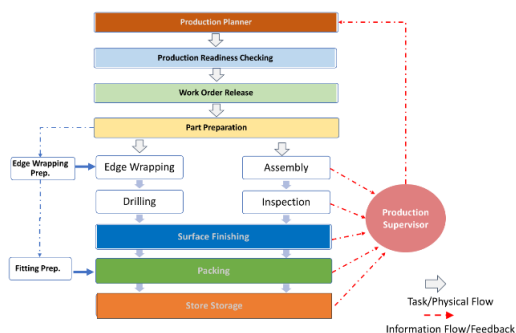 Production Planner
Production Readiness Checking
Work Order Release
Part Preparation
Edge Wrapping
Prep.
Edge Wrapping
Assembly
Drilling
Inspection
Production
Supervisor
Surface Finishing
Fitting Prep.
Packing
Store Storage
Task/Physical Flow
Information Flow/Feedback